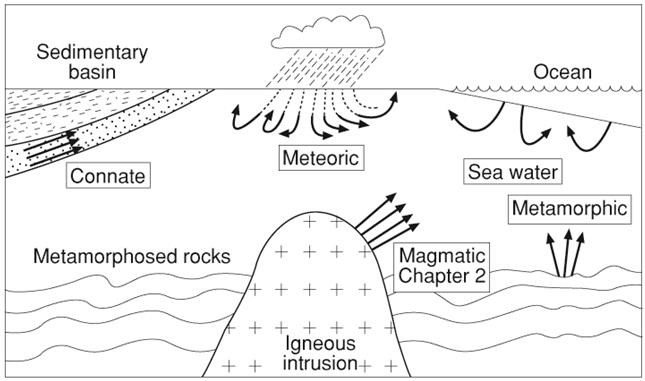 Sedimentary
basin
Ocean
Connate
Meteoric
Sea water
Metamorphic
Metamorphosed rocks
Magmatic
Chapter 2
Igneous
intrusion